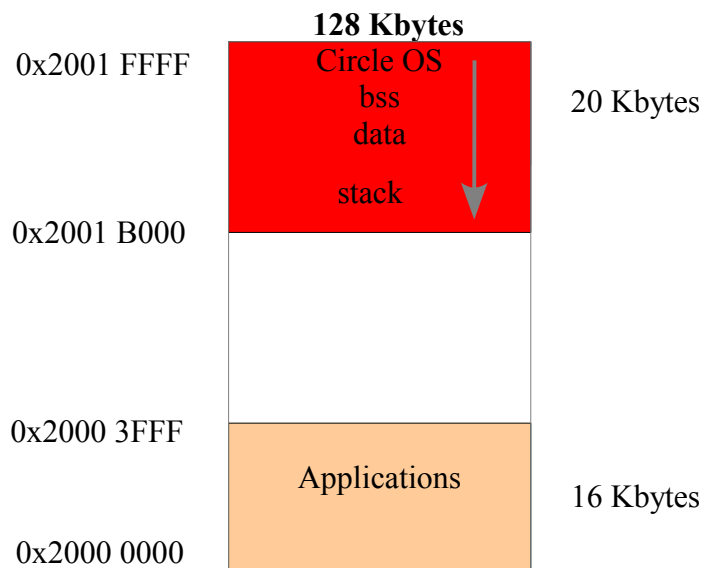 128 Kbytes
0x2001 FFFF
Circle OS
bss
data
stack
20 Kbytes
0x2001 B000
0x2000 3FFF
Applications
16 Kbytes
0x2000 0000